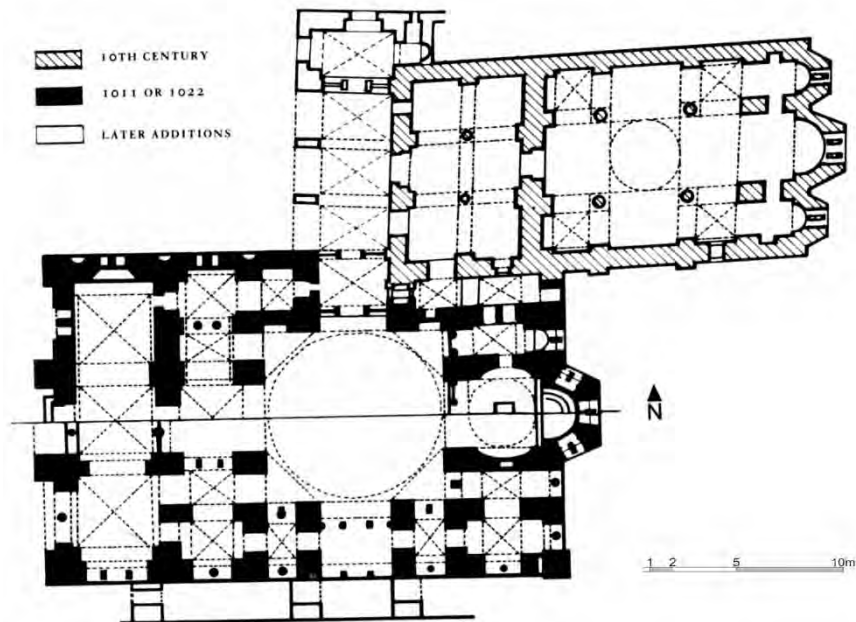 10TH CENTURY
1011 OR 1022
LATER ADDITIONS
N
1 2 5 10m